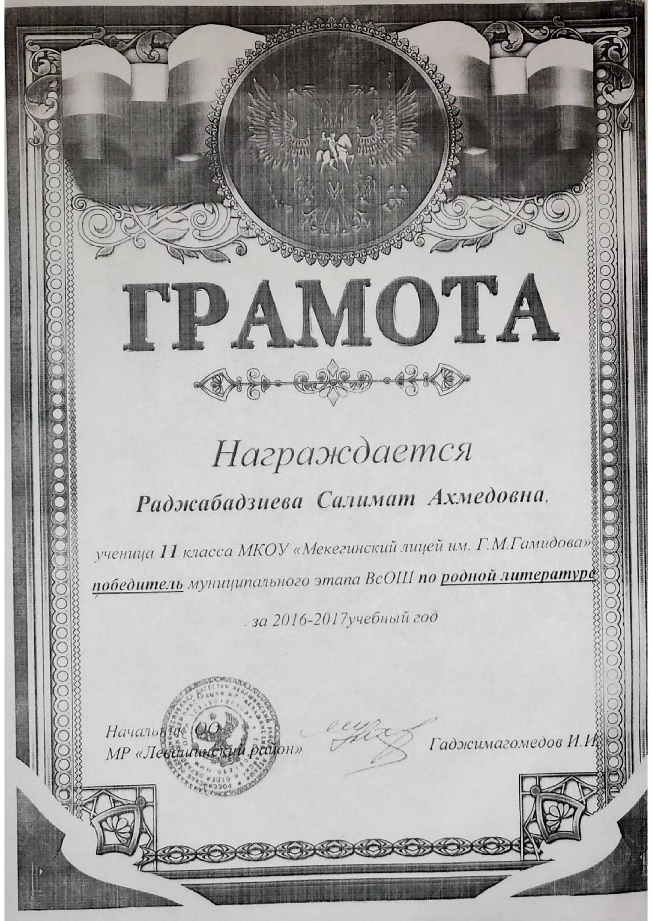 ГРАМОТА
Награждается
Раджабадзиева Салимат Ахмедовна,
ученица 11 класса МКОУ «Мекегинский лицей им. Г.М.Гамидова»
победитель муниципального этапа ВсОШ по родной литературе
за 2016-2017учебный год
Начальник ОО
МР «Левашинский район» Гаджимагомедов И.И.